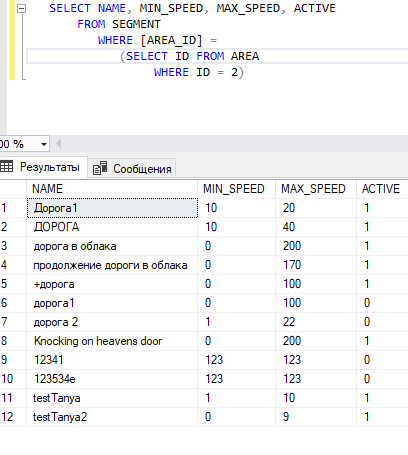 SELECT NAME, MIN_SPEED, MAX_SPEED, ACTIVE
FROM SEGMENT
WHERE [AREA_ID] =
(SELECT ID FROM AREA
WHERE ID = 2)
00 %
Результаты Сообщения
NAME MIN_SPEED MAX_SPEED ACTIVE
1 Дорога1 10 20 1
2 ДОРОГА 10 40 1
3 дорога в облака 0 200 1
4 продолжение дороги в облака 0 170 1
5 +дорога 0 100 1
6 дорога1 0 100 0
7 дорога 2 1 22 0
8 Knocking on heavens door 0 200 1
9 12341 123 123 0
10 123534е 123 123 0
11 testTanya 1 10 1
12 testTanya2 0 9 1